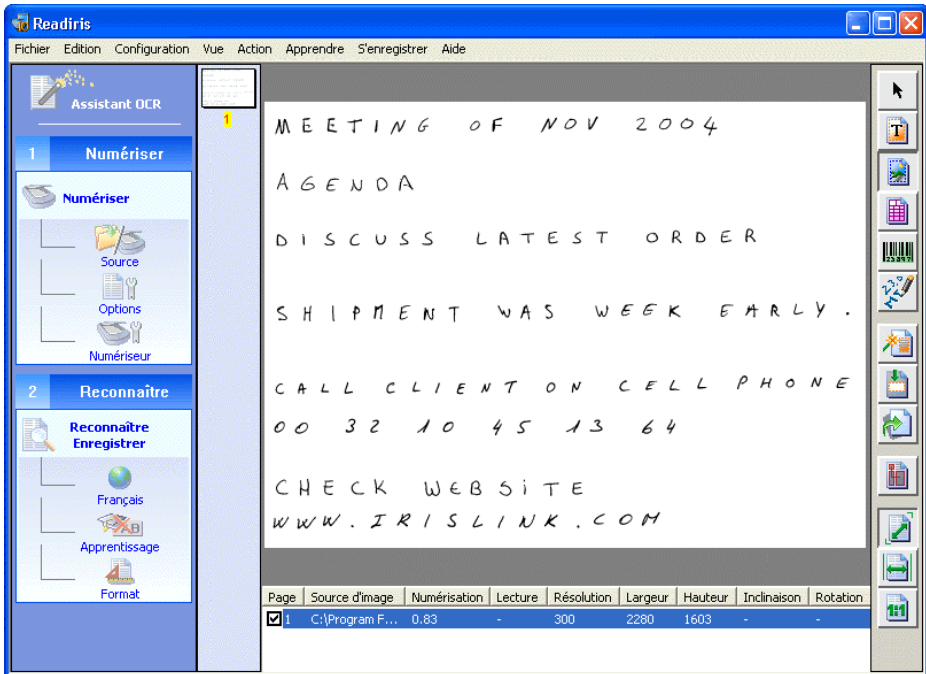 Readiris
Fichier Edition Configuration Vue Action Apprendre S'enregistrer Aide
Assistant OCR
1 Numériser
Numériser
Source
Options
Numériseur
2 Reconnaître
Reconnaître
Enregistrer
Français
Apprentissage
Format
1
MEETING OF NOV 2004
AGENDA
DISCUSS LATEST ORDER
SHIPMENT WAS WEEK EARLY.
CALL CLIENT ON CELL PHONE
00 32 10 45 13 64
CHECK WEBSiTE
WWW.IRISLINK.COM
Page Source d'image Numérisation Lecture Résolution Largeur Hauteur Inclinaison Rotation
1 C:\Program F... 0.83 - 300 2280 1603 - -
T
23897
1:1